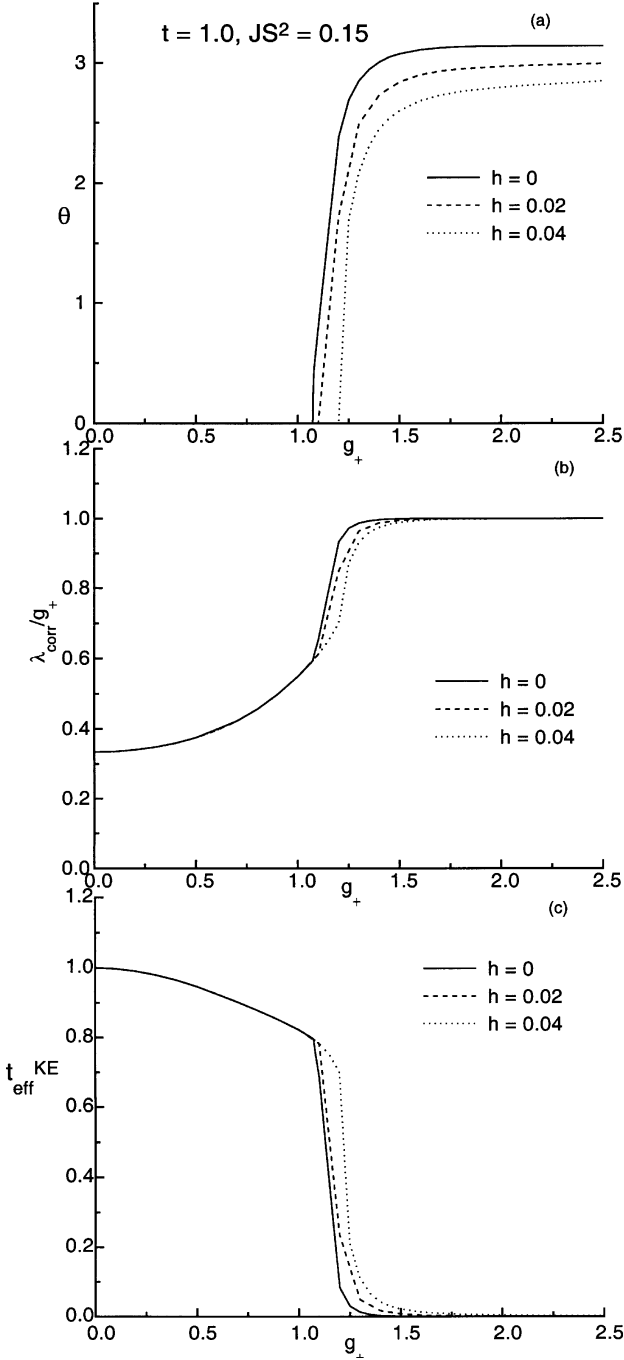 (a)
t = 1.0, JS² = 0.15
3
2
1
0
θ
h = 0
h = 0.02
h = 0.04
0.0 0.5 1.0 1.5 2.0 2.5
g₊
(b)
1.2
1.0
0.8
0.6
0.4
0.2
0.0
λcorr/g₊
h = 0
h = 0.02
h = 0.04
0.0 0.5 1.0 1.5 2.0 2.5
g₊
(c)
1.2
1.0
0.8
0.6
0.4
0.2
0.0
teffᴷᴱ
h = 0
h = 0.02
h = 0.04
0.0 0.5 1.0 1.5 2.0 2.5
g₊